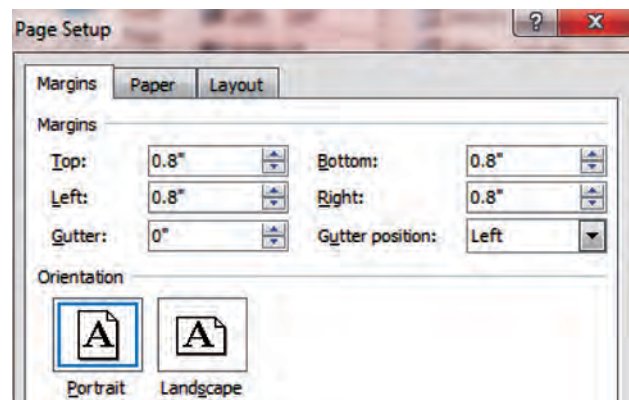 Page Setup
Margins Paper Layout
Margins
Top: 0.8" Bottom: 0.8"
Left: 0.8" Right: 0.8"
Gutter: 0" Gutter position: Left
Orientation
A A
Portrait Landscape